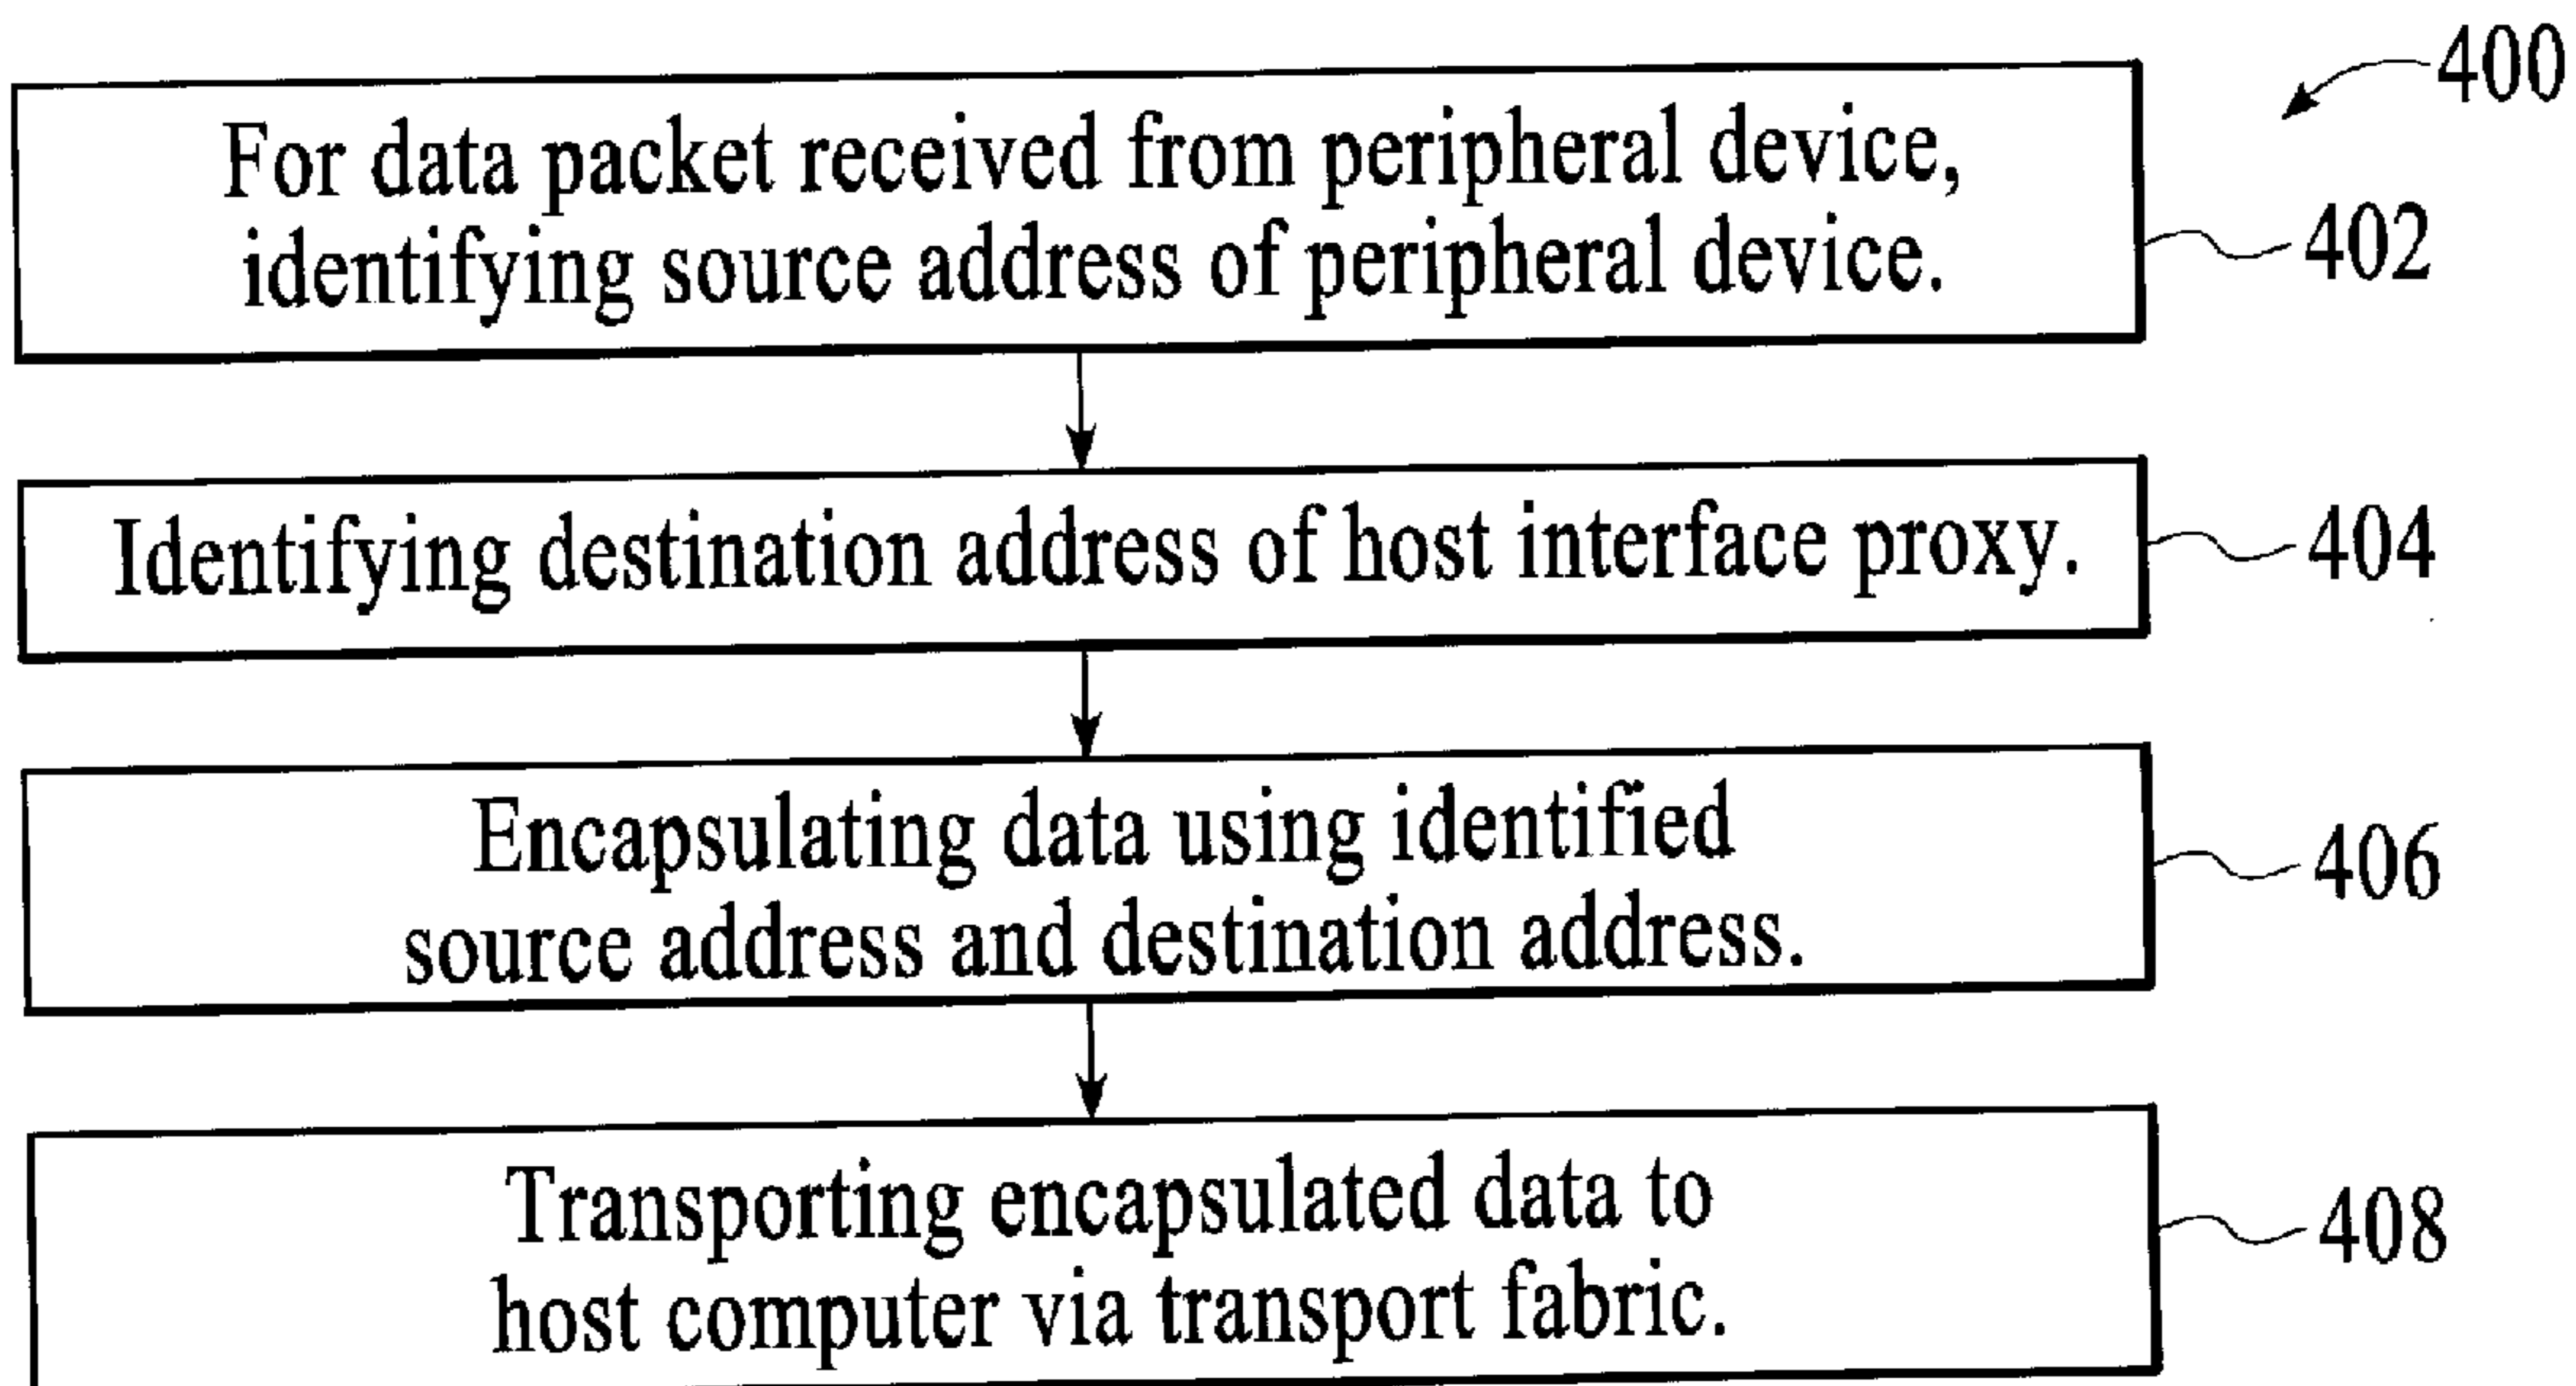 400
For data packet received from peripheral device,
identifying source address of peripheral device.
402
Identifying destination address of host interface proxy.
404
Encapsulating data using identified
source address and destination address.
406
Transporting encapsulated data to
host computer via transport fabric.
408